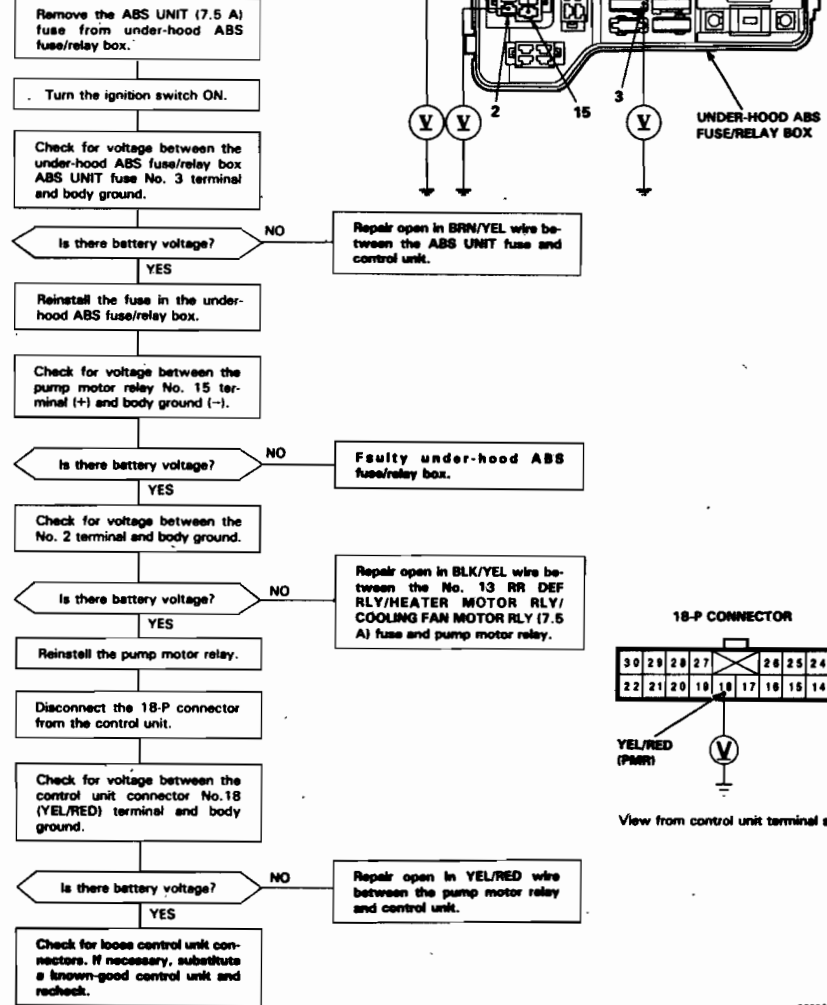 Remove the ABS UNIT (7.5 A)
fuse from under-hood ABS
fuse/relay box.
Turn the ignition switch ON.
Check for voltage between the
under-hood ABS fuse/relay box
ABS UNIT fuse No. 3 terminal
and body ground.
Is there battery voltage?
NO
Repair open in BRN/YEL wire be-
tween the ABS UNIT fuse and
control unit.
YES
Reinstall the fuse in the under-
hood ABS fuse/relay box.
Check for voltage between the
pump motor relay No. 15 ter-
minal (+) and body ground (−).
Is there battery voltage?
NO
Faulty under-hood ABS
fuse/relay box.
YES
Check for voltage between the
No. 2 terminal and body ground.
Is there battery voltage?
NO
Repair open in BLK/YEL wire be-
tween the No. 13 RR DEF
RLY/HEATER MOTOR RLY/
COOLING FAN MOTOR RLY (7.5
A) fuse and pump motor relay.
YES
Reinstall the pump motor relay.
Disconnect the 18-P connector
from the control unit.
Check for voltage between the
control unit connector No.18
(YEL/RED) terminal and body
ground.
Is there battery voltage?
NO
Repair open in YEL/RED wire
between the pump motor relay
and control unit.
YES
Check for loose control unit con-
nectors. If necessary, substitute
a known-good control unit and
recheck.
2
15
3
V
V
V
UNDER-HOOD ABS
FUSE/RELAY BOX
18-P CONNECTOR
30 29 28 27 26 25 24
22 21 20 19 18 17 16 15 14
YEL/RED
(PMR)
V
View from control unit terminal